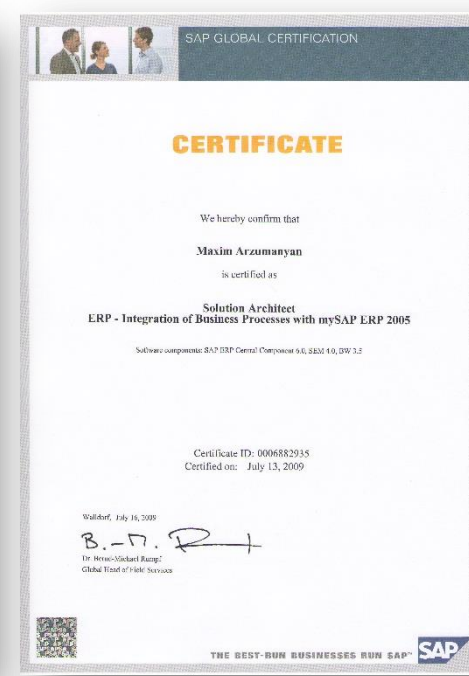 SAP GLOBAL CERTIFICATION
CERTIFICATE
We hereby confirm that
Maxim Arzumanyan
is certified as
Solution Architect
ERP - Integration of Business Processes with mySAP ERP 2005
Software components: SAP ERP Central Component 6.0, SEM 4.0, BW 3.5
Certificate ID: 0006882935
Certified on: July 13, 2009
Walldorf, July 16, 2009
Dr. Bernd-Michael Rumpf
Global Head of Field Services
THE BEST-RUN BUSINESSES RUN SAP™
SAP